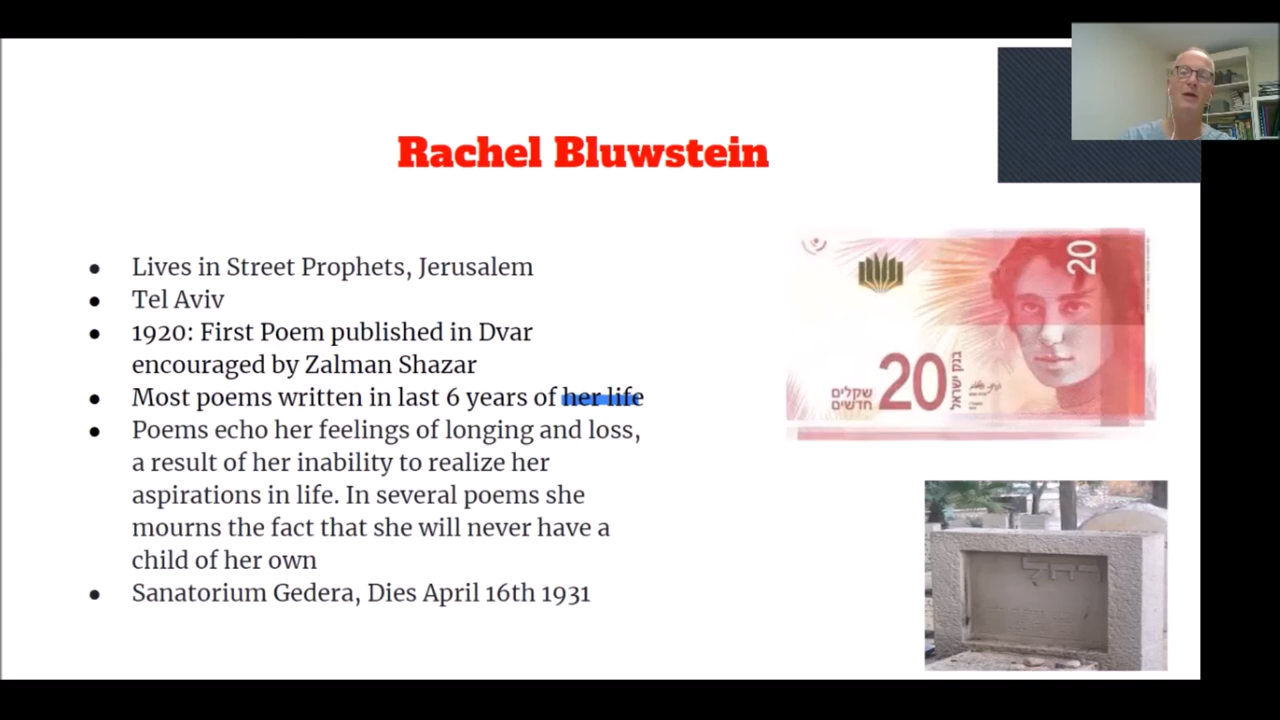 Rachel Bluwstein
Lives in Street Prophets, Jerusalem
Tel Aviv
1920: First Poem published in Dvar
encouraged by Zalman Shazar
Most poems written in last 6 years of her life
Poems echo her feelings of longing and loss,
a result of her inability to realize her
aspirations in life. In several poems she
mourns the fact that she will never have a
child of her own
Sanatorium Gedera, Dies April 16th 1931
20
20
שקלים
חדשים
בנק ישראל
רחל